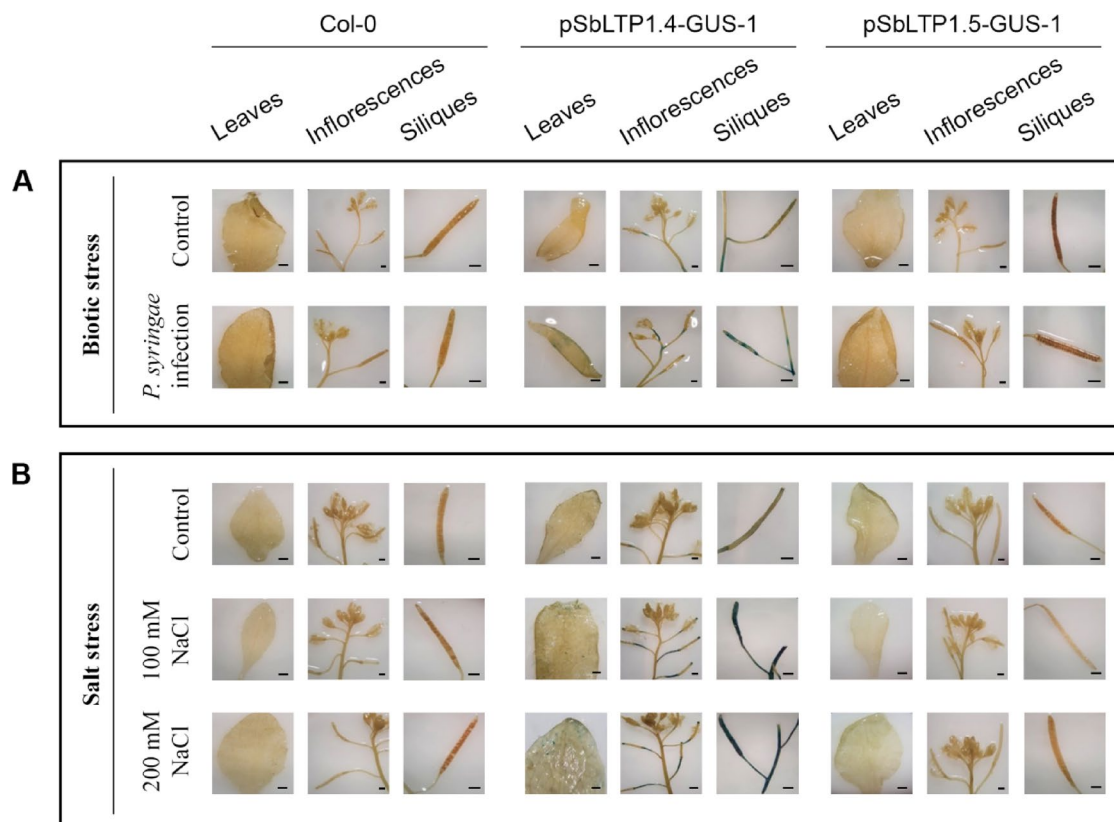 Col-0 pSbLTP1.4-GUS-1 pSbLTP1.5-GUS-1
Leaves Inflorescences Siliques Leaves Inflorescences Siliques Leaves Inflorescences Siliques
A
Biotic stress
Control
P. syringae
infection
B
Salt stress
Control
100 mM
NaCl
200 mM
NaCl